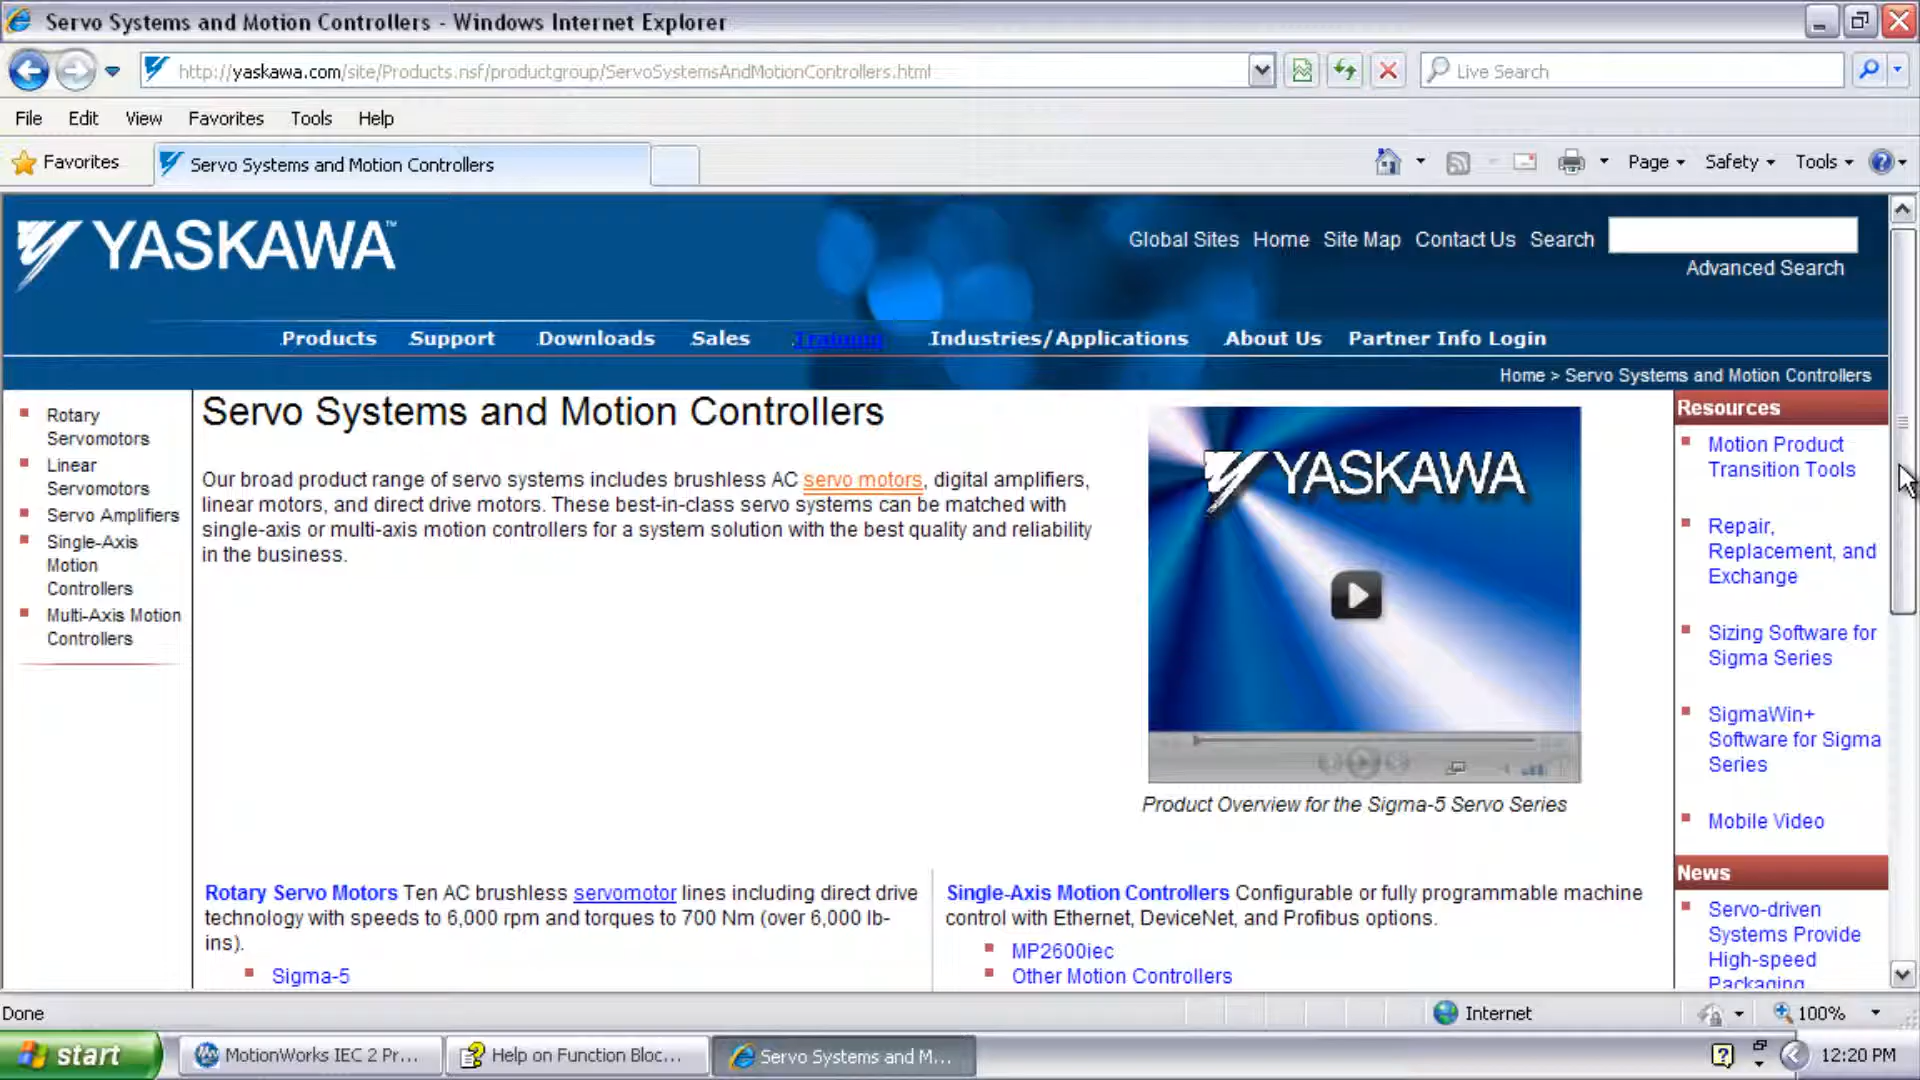 Servo Systems and Motion Controllers - Windows Internet Explorer
http://yaskawa.com/site/Products.nsf/productgroup/ServoSystemsAndMotionControllers.html
Live Search
File Edit View Favorites Tools Help
Favorites
Servo Systems and Motion Controllers
Page Safety Tools
YASKAWA™
Global Sites Home Site Map Contact Us Search
Advanced Search
Products Support Downloads Sales Training Industries/Applications About Us Partner Info Login
Home > Servo Systems and Motion Controllers
Rotary
Servomotors
Linear
Servomotors
Servo Amplifiers
Single-Axis
Motion
Controllers
Multi-Axis Motion
Controllers
Servo Systems and Motion Controllers
Our broad product range of servo systems includes brushless AC servo motors, digital amplifiers,
linear motors, and direct drive motors. These best-in-class servo systems can be matched with
single-axis or multi-axis motion controllers for a system solution with the best quality and reliability
in the business.
YASKAWA
Product Overview for the Sigma-5 Servo Series
Rotary Servo Motors Ten AC brushless servomotor lines including direct drive
technology with speeds to 6,000 rpm and torques to 700 Nm (over 6,000 lb-
ins).
Sigma-5
Single-Axis Motion Controllers Configurable or fully programmable machine
control with Ethernet, DeviceNet, and Profibus options.
MP2600iec
Other Motion Controllers
Resources
Motion Product
Transition Tools
Repair,
Replacement, and
Exchange
Sizing Software for
Sigma Series
SigmaWin+
Software for Sigma
Series
Mobile Video
News
Servo-driven
Systems Provide
High-speed
Packaging
Done
Internet
100%
start
MotionWorks IEC 2 Pr...
Help on Function Bloc...
Servo Systems and M...
12:20 PM